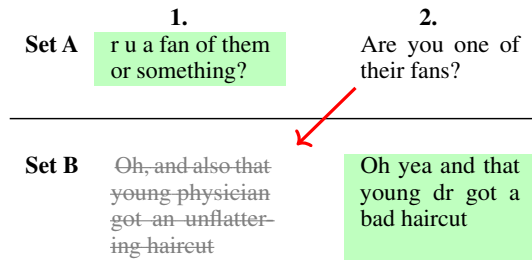 1. 2.
Set A r u a fan of them Are you one of
or something? their fans?
Set B Oh, and also that Oh yea and that
young physician young dr got a
got an unflatter- bad haircut
ing haircut